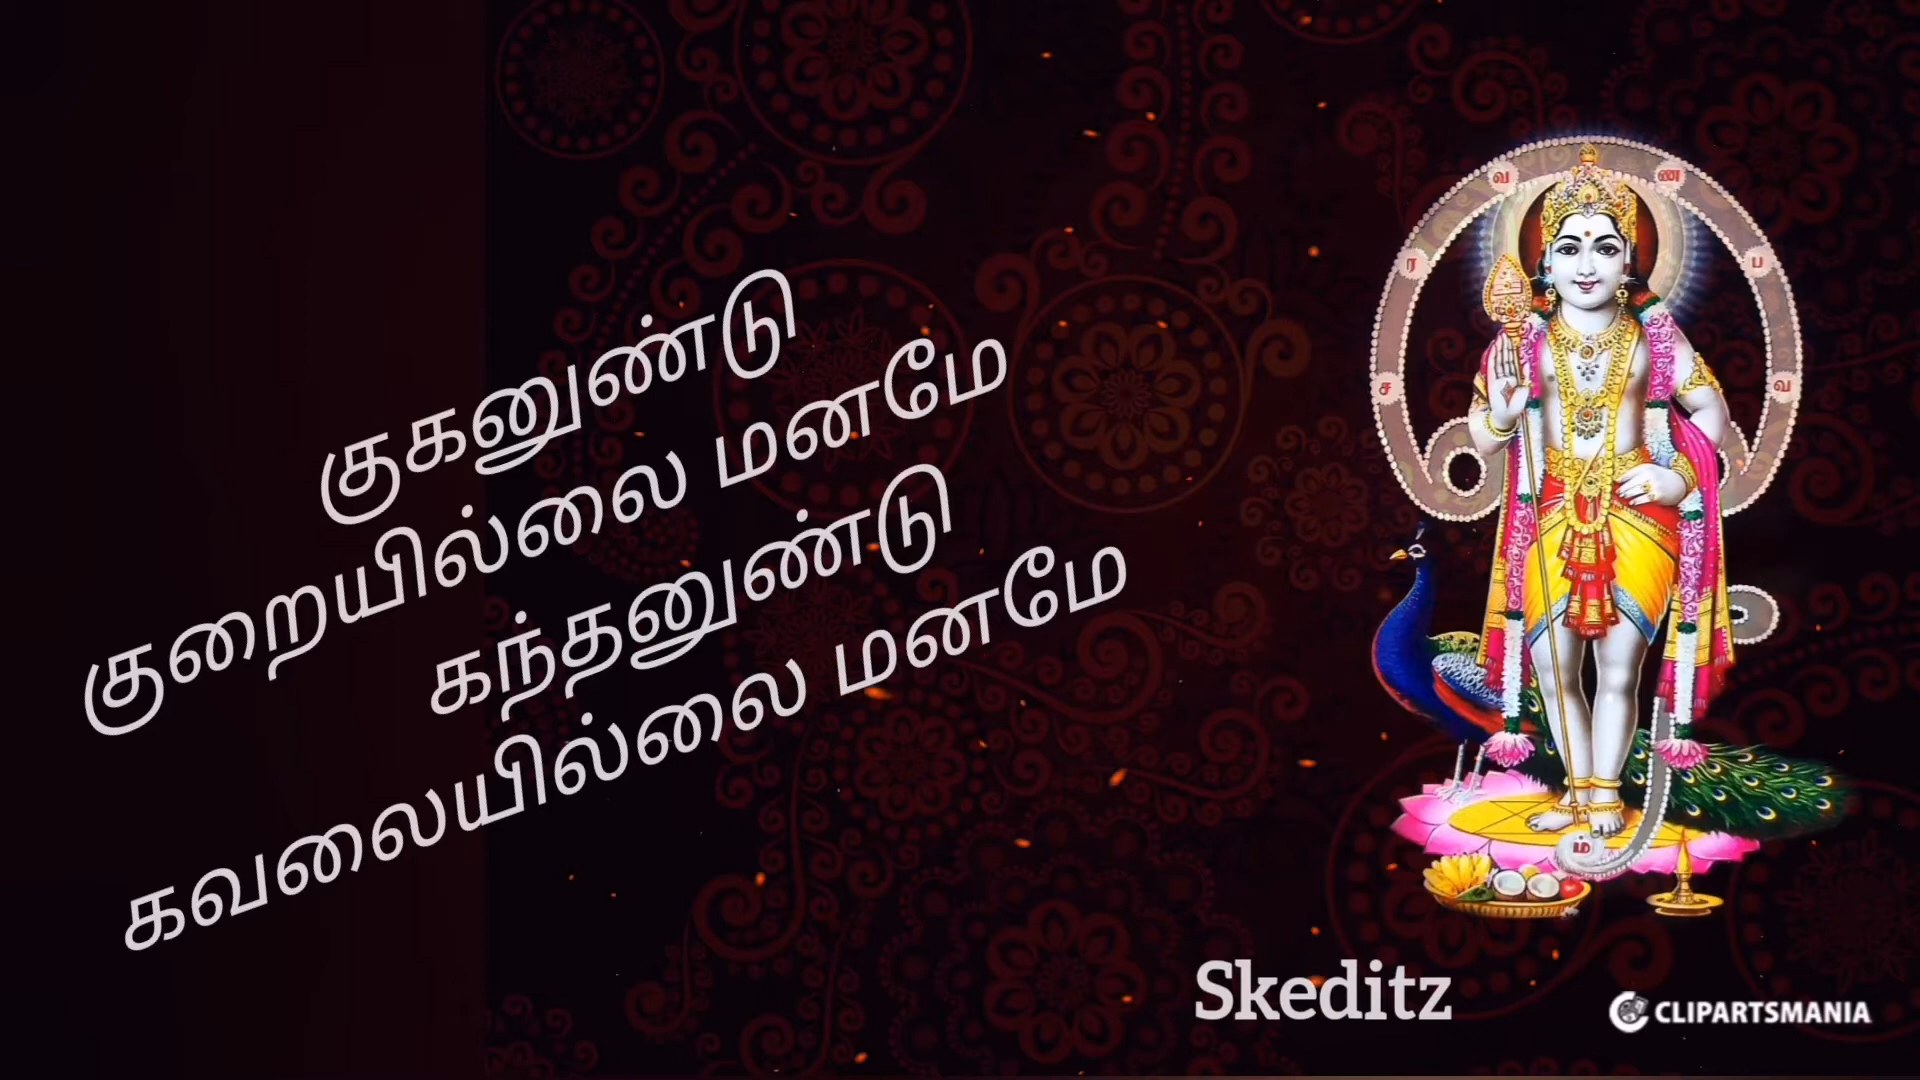 குகனுண்டு
குறையில்லை மனமே
கந்தனுண்டு
கவலையில்லை மனமே
ச ர வ ண ப வ
ம்
Skeditz
CLIPARTSMANIA